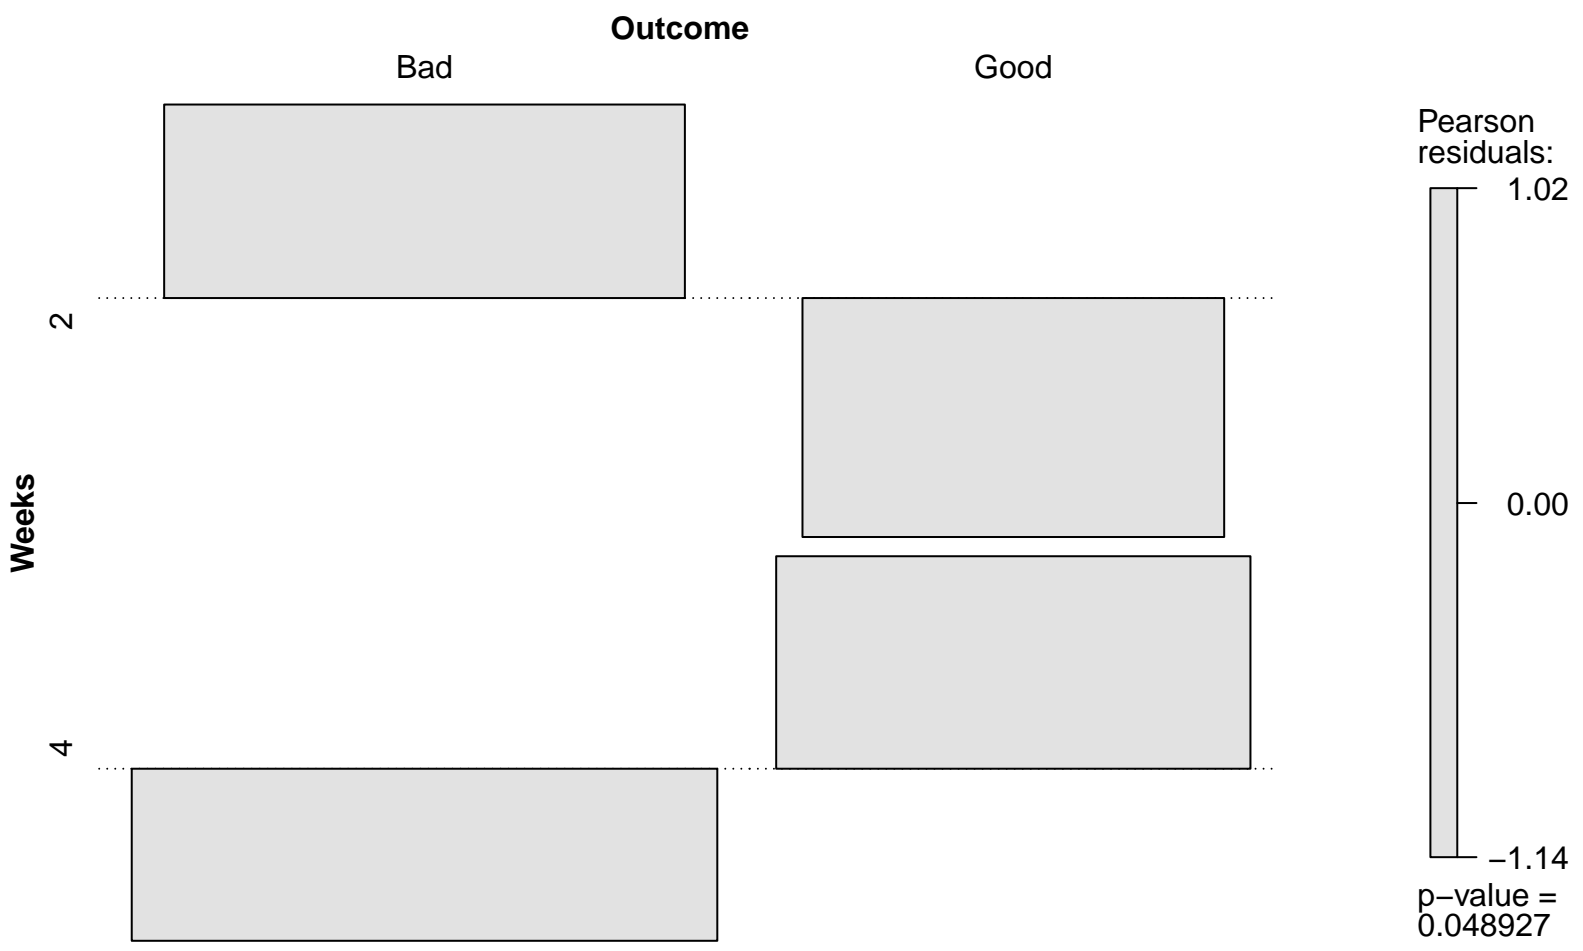 Outcome
Bad Good
Pearson
residuals:
1.02
2
Weeks
0.00
4
−1.14
p−value =
0.048927